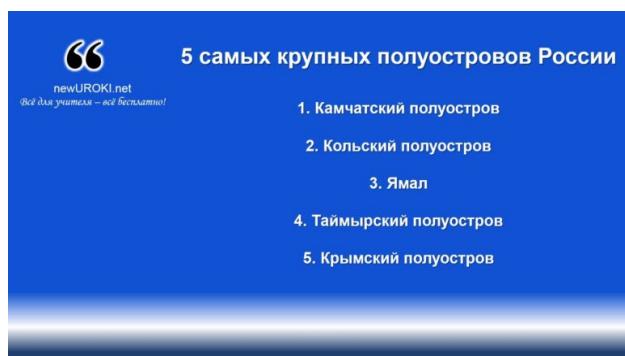 newUROKI.net
Всё для учителя – всё бесплатно!
5 самых крупных полуостровов России
1. Камчатский полуостров
2. Кольский полуостров
3. Ямал
4. Таймырский полуостров
5. Крымский полуостров